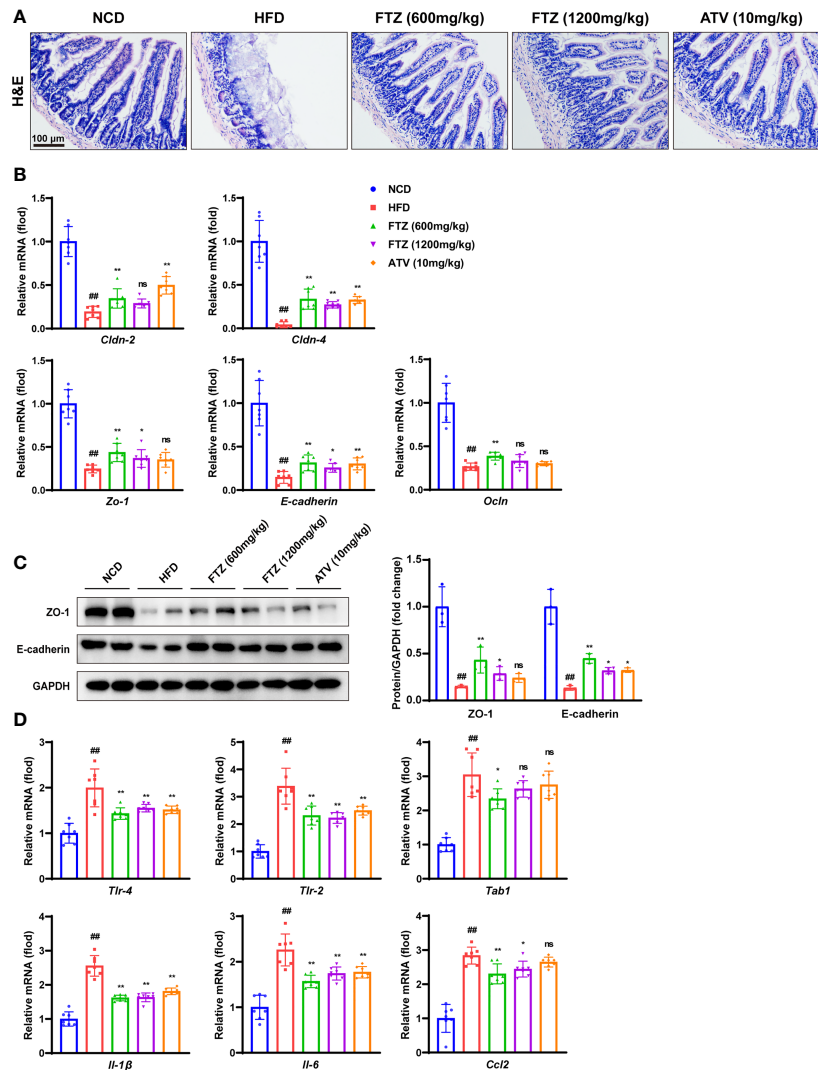 A
NCD
HFD
FTZ (600mg/kg)
FTZ (1200mg/kg)
ATV (10mg/kg)
H&E
100 μm
B
NCD
HFD
FTZ (600mg/kg)
FTZ (1200mg/kg)
ATV (10mg/kg)
Relative mRNA (flod)
1.5
1.0
0.5
0.0
##
**
ns
**
Cldn-2
Relative mRNA (flod)
1.5
1.0
0.5
0.0
##
**
**
**
Cldn-4
Relative mRNA (flod)
1.5
1.0
0.5
0.0
##
**
*
ns
Zo-1
Relative mRNA (flod)
1.5
1.0
0.5
0.0
##
**
*
**
E-cadherin
Relative mRNA (fold)
1.5
1.0
0.5
0.0
##
**
ns
ns
Ocln
C
NCD
HFD
FTZ (600mg/kg)
FTZ (1200mg/kg)
ATV (10mg/kg)
ZO-1
E-cadherin
GAPDH
Protein/GAPDH (fold change)
1.5
1.0
0.5
0.0
##
**
*
ns
##
**
*
*
ZO-1
E-cadherin
D
Relative mRNA (flod)
3
2
1
0
##
**
**
**
Tlr-4
Relative mRNA (flod)
5
4
3
2
1
0
##
**
**
**
Tlr-2
Relative mRNA (flod)
4
3
2
1
0
##
*
ns
ns
Tab1
Relative mRNA (flod)
4
3
2
1
0
##
**
**
**
Il-1β
Relative mRNA (flod)
3
2
1
0
##
**
**
**
Il-6
Relative mRNA (flod)
4
3
2
1
0
##
**
*
ns
Ccl2